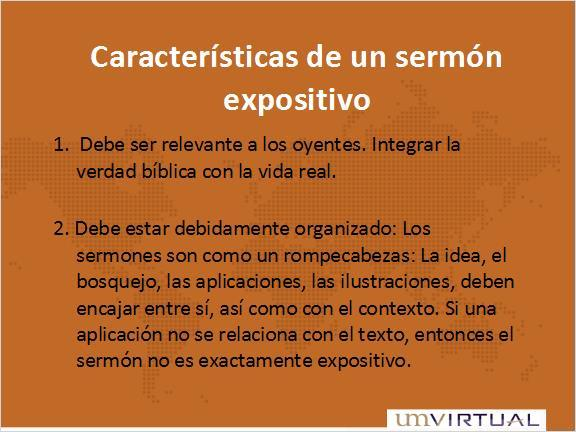 Características de un sermón
expositivo
1. Debe ser relevante a los oyentes. Integrar la
verdad bíblica con la vida real.
2. Debe estar debidamente organizado: Los
sermones son como un rompecabezas: La idea, el
bosquejo, las aplicaciones, las ilustraciones, deben
encajar entre sí, así como con el contexto. Si una
aplicación no se relaciona con el texto, entonces el
sermón no es exactamente expositivo.
umVIRTUAL